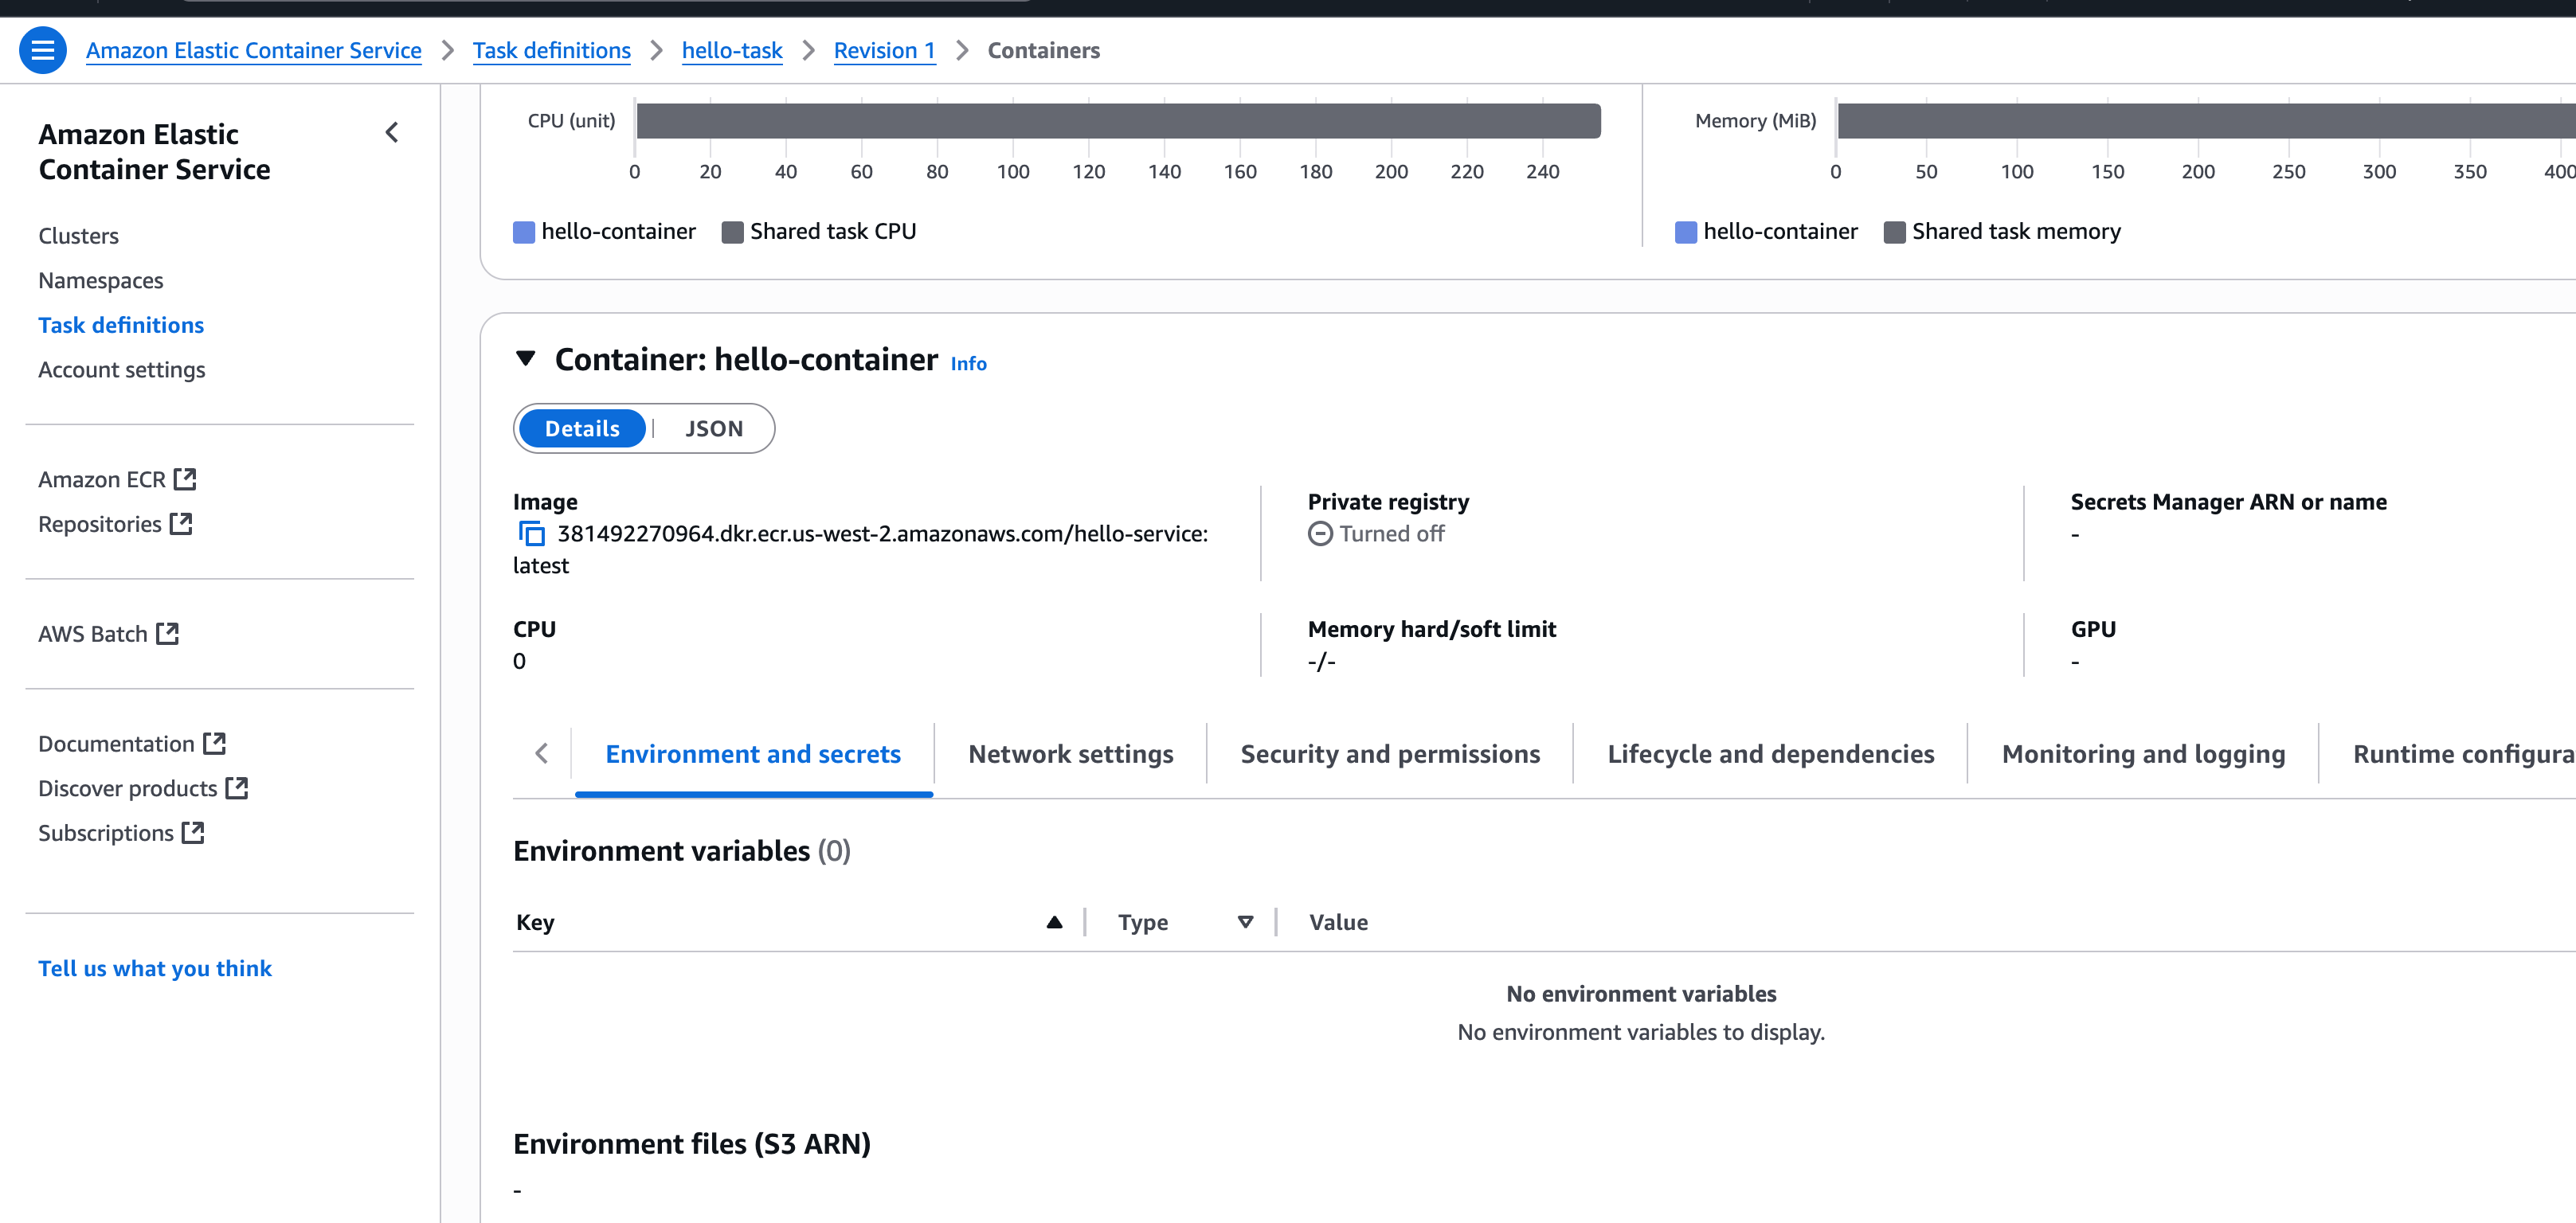 Amazon Elastic Container Service > Task definitions > hello-task > Revision 1 > Containers
Amazon Elastic
Container Service
Clusters
Namespaces
Task definitions
Account settings
Amazon ECR
Repositories
AWS Batch
Documentation
Discover products
Subscriptions
Tell us what you think
CPU (unit)
0 20 40 60 80 100 120 140 160 180 200 220 240
hello-container Shared task CPU
Memory (MiB)
0 50 100 150 200 250 300 350 400
hello-container Shared task memory
Container: hello-container Info
Details | JSON
Image
381492270964.dkr.ecr.us-west-2.amazonaws.com/hello-service:
latest
Private registry
Turned off
Secrets Manager ARN or name
-
CPU
0
Memory hard/soft limit
-/-
GPU
-
Environment and secrets Network settings Security and permissions Lifecycle and dependencies Monitoring and logging Runtime configura
Environment variables (0)
Key Type Value
No environment variables
No environment variables to display.
Environment files (S3 ARN)
-